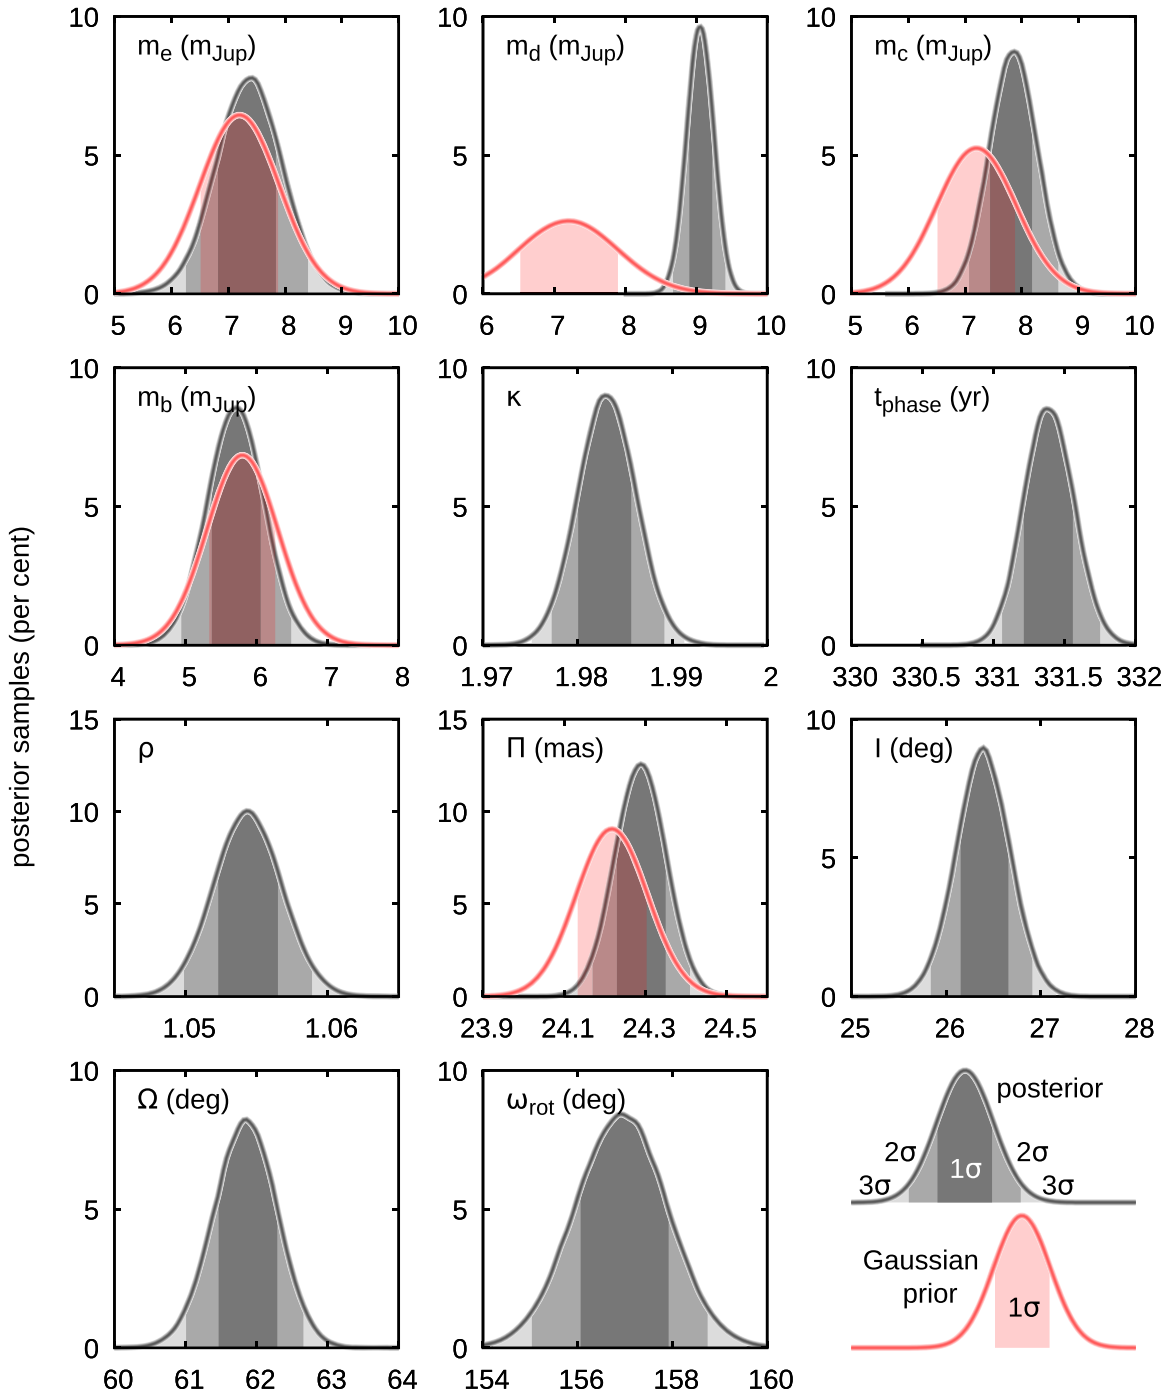 10
5
0
m_e (m_Jup)
5 6 7 8 9 10
10
5
0
m_d (m_Jup)
6 7 8 9 10
10
5
0
m_c (m_Jup)
5 6 7 8 9 10
10
5
0
m_b (m_Jup)
4 5 6 7 8
10
5
0
κ
1.97 1.98 1.99 2
10
5
0
t_phase (yr)
330 330.5 331 331.5 332
posterior samples (per cent)
15
10
5
0
ρ
1.05 1.06
15
10
5
0
Π (mas)
23.9 24.1 24.3 24.5
10
5
0
I (deg)
25 26 27 28
10
5
0
Ω (deg)
60 61 62 63 64
10
5
0
ω_rot (deg)
154 156 158 160
posterior
2σ 2σ
1σ
3σ 3σ
Gaussian
prior
1σ